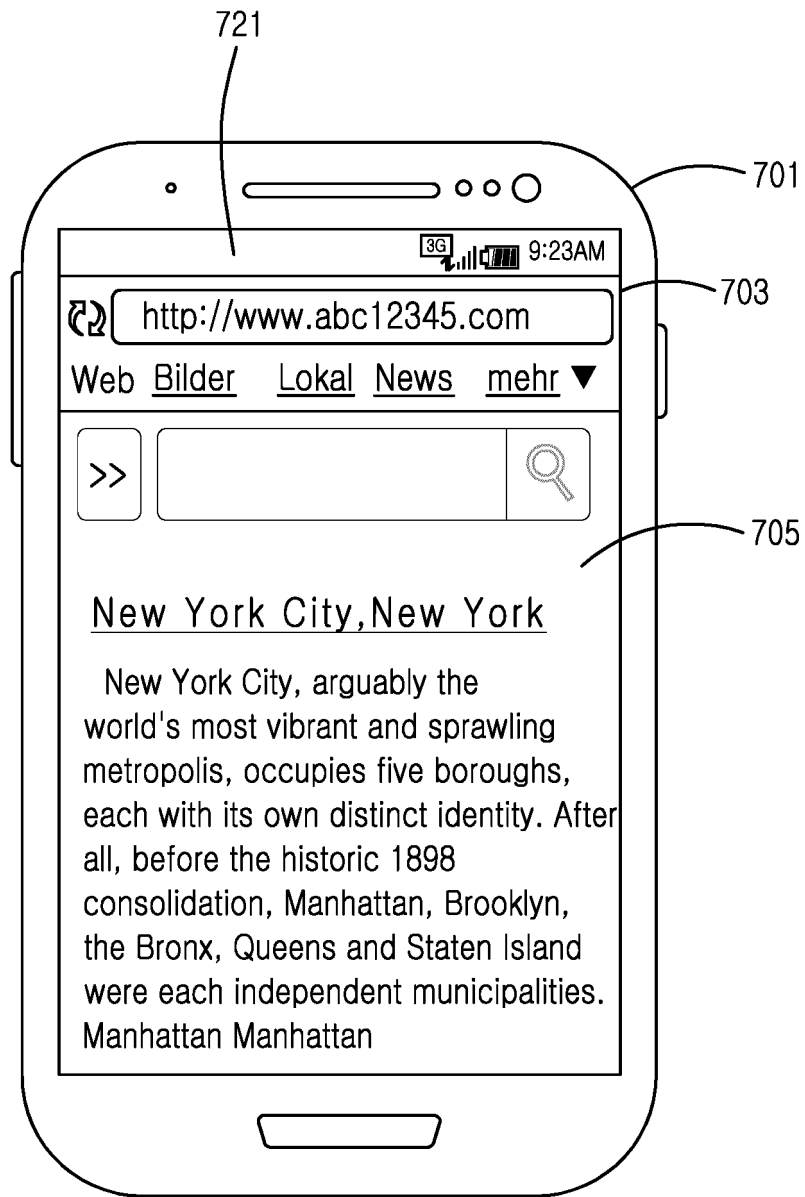 721
701
3G 9:23AM
703
http://www.abc12345.com
Web Bilder Lokal News mehr ▼
>>
705
New York City,New York
New York City, arguably the
world's most vibrant and sprawling
metropolis, occupies five boroughs,
each with its own distinct identity. After
all, before the historic 1898
consolidation, Manhattan, Brooklyn,
the Bronx, Queens and Staten Island
were each independent municipalities.
Manhattan Manhattan